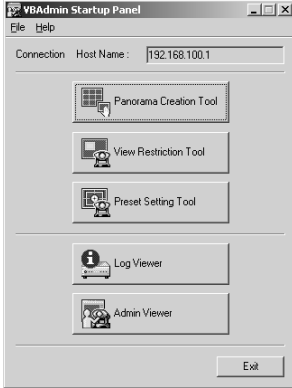 VBAdmin Startup Panel
File Help
Connection Host Name : 192.168.100.1
Panorama Creation Tool
View Restriction Tool
Preset Setting Tool
Log Viewer
Admin Viewer
Exit